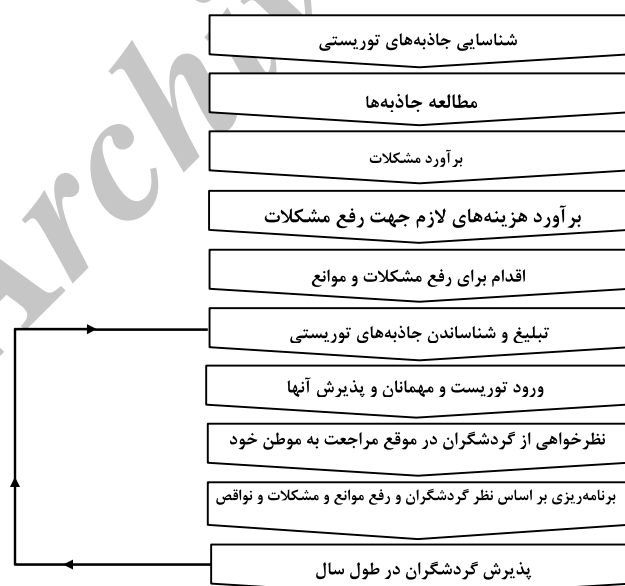 شناسایی جاذبه‌های توریستی
مطالعه جاذبه‌ها
برآورد مشکلات
برآورد هزینه‌های لازم جهت رفع مشکلات
اقدام برای رفع مشکلات و موانع
تبلیغ و شناساندن جاذبه‌های توریستی
ورود توریست و مهمانان و پذیرش آنها
نظرخواهی از گردشگران در موقع مراجعت به موطن خود
برنامه‌ریزی بر اساس نظر گردشگران و رفع موانع و مشکلات و نواقص
پذیرش گردشگران در طول سال